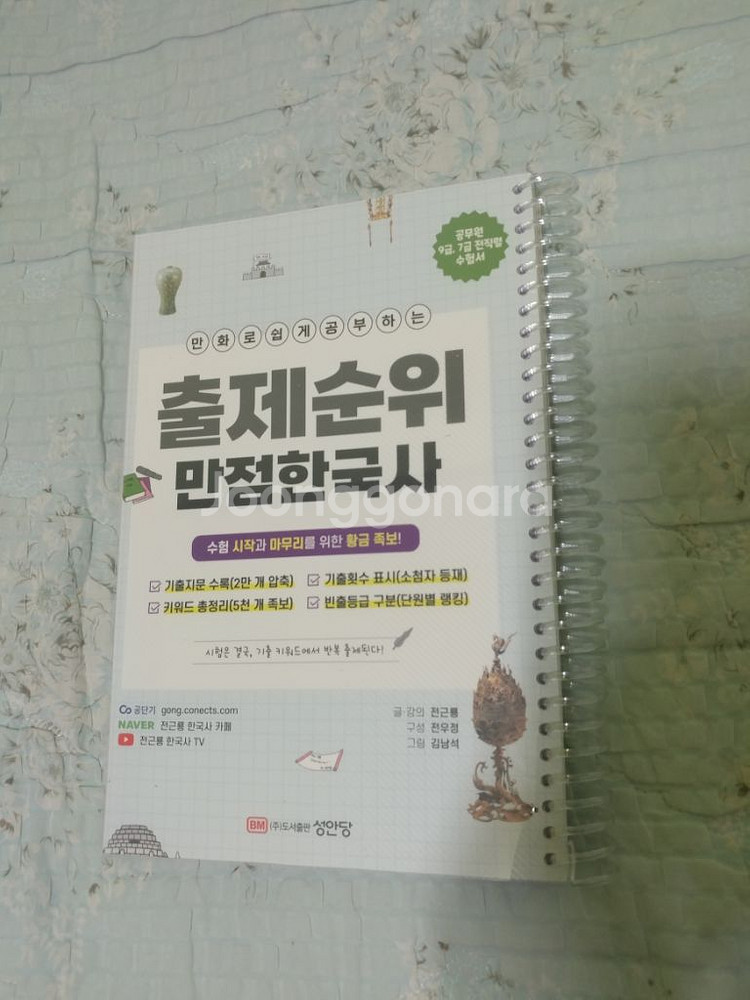 공무원
9급, 7급 전직렬
수험서
만화로쉽게공부하는
출제순위
만점한국사
Joonggonara
수험 시작과 마무리를 위한 황금 족보!
기출지문 수록(2만 개 압축)
기출횟수 표시(소첨자 등재)
키워드 총정리(5천 개 족보)
빈출등급 구분(단원별 랭킹)
시험은 결국, 기출 키워드에서 반복 출제된다!
공단기 gong.conects.com
NAVER 전근룡 한국사 카페
전근룡 한국사 TV
글·강의 전근룡
구성 전우정
그림 김남석
BM (주)도서출판 성안당